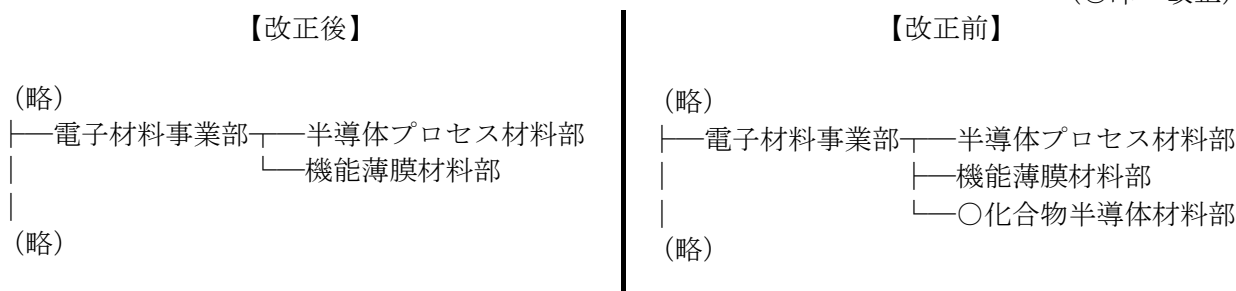 【改正後】
(略)
├─電子材料事業部┬─半導体プロセス材料部
│ └─機能薄膜材料部
│
(略)
【改正前】
(略)
├─電子材料事業部┬─半導体プロセス材料部
│ ├─機能薄膜材料部
│ └─○化合物半導体材料部
(略)